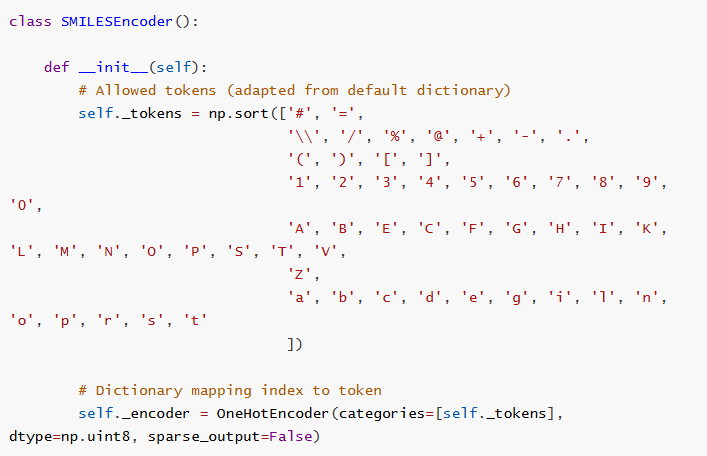 class SMILESEncoder():
    def __init__(self):
        # Allowed tokens (adapted from default dictionary)
        self._tokens = np.sort(['#', '=',
                                '\\', '/', '%', '@', '+', '-', '.',
                                '(', ')', '[', ']',
                                '1', '2', '3', '4', '5', '6', '7', '8', '9',
'0',
                                'A', 'B', 'E', 'C', 'F', 'G', 'H', 'I', 'K',
'L', 'M', 'N', 'O', 'P', 'S', 'T', 'V',
                                'Z',
                                'a', 'b', 'c', 'd', 'e', 'g', 'i', 'l', 'n',
'o', 'p', 'r', 's', 't'
                                ])
        # Dictionary mapping index to token
        self._encoder = OneHotEncoder(categories=[self._tokens],
dtype=np.uint8, sparse_output=False)